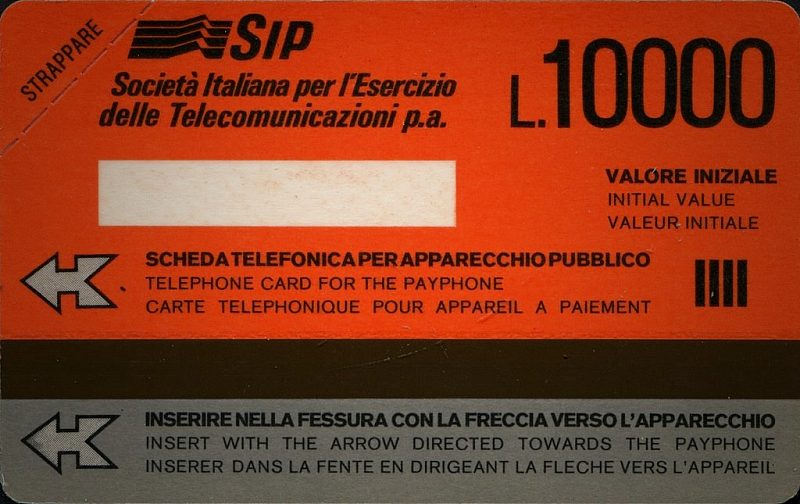 STRAPPARE
SIP
Società Italiana per l'Esercizio
delle Telecomunicazioni p.a.
L.10000
VALORE INIZIALE
INITIAL VALUE
VALEUR INITIALE
SCHEDA TELEFONICA PER APPARECCHIO PUBBLICO
TELEPHONE CARD FOR THE PAYPHONE
CARTE TELEPHONIQUE POUR APPAREIL A PAIEMENT
INSERIRE NELLA FESSURA CON LA FRECCIA VERSO L'APPARECCHIO
INSERT WITH THE ARROW DIRECTED TOWARDS THE PAYPHONE
INSERER DANS LA FENTE EN DIRIGEANT LA FLECHE VERS L'APPAREIL